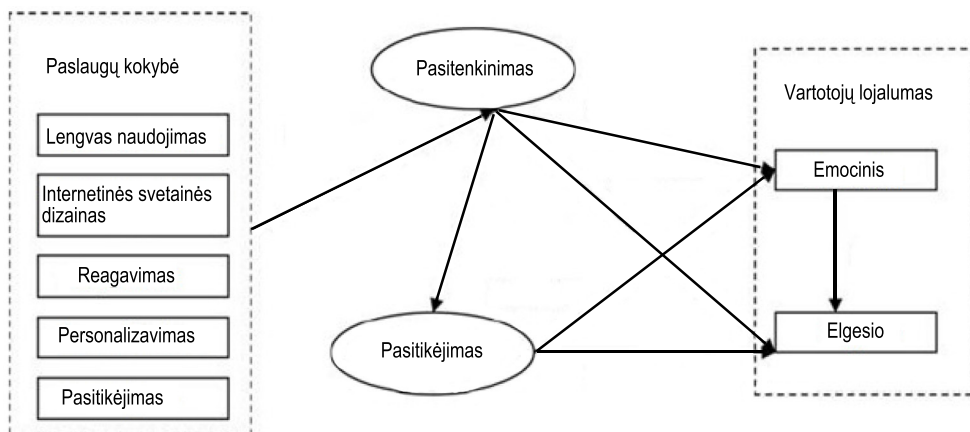 Paslaugų kokybė
Lengvas naudojimas
Internetinės svetainės
dizainas
Reagavimas
Personalizavimas
Pasitikėjimas
Pasitenkinimas
Pasitikėjimas
Vartotojų lojalumas
Emocinis
Elgesio